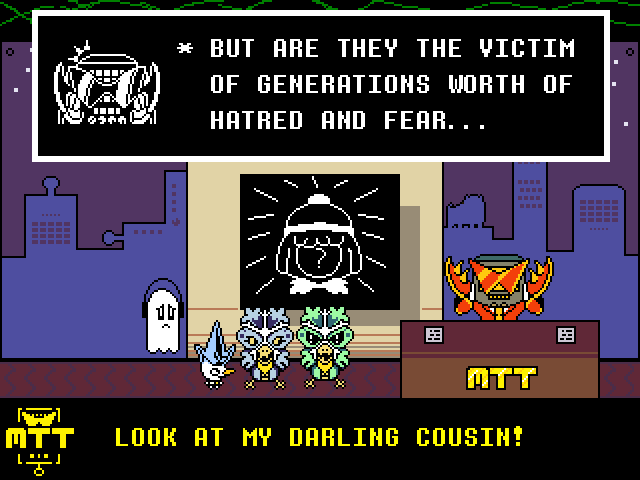 * BUT ARE THEY THE VICTIM
OF GENERATIONS WORTH OF
HATRED AND FEAR...
?
MTT
MTT
LOOK AT MY DARLING COUSIN!